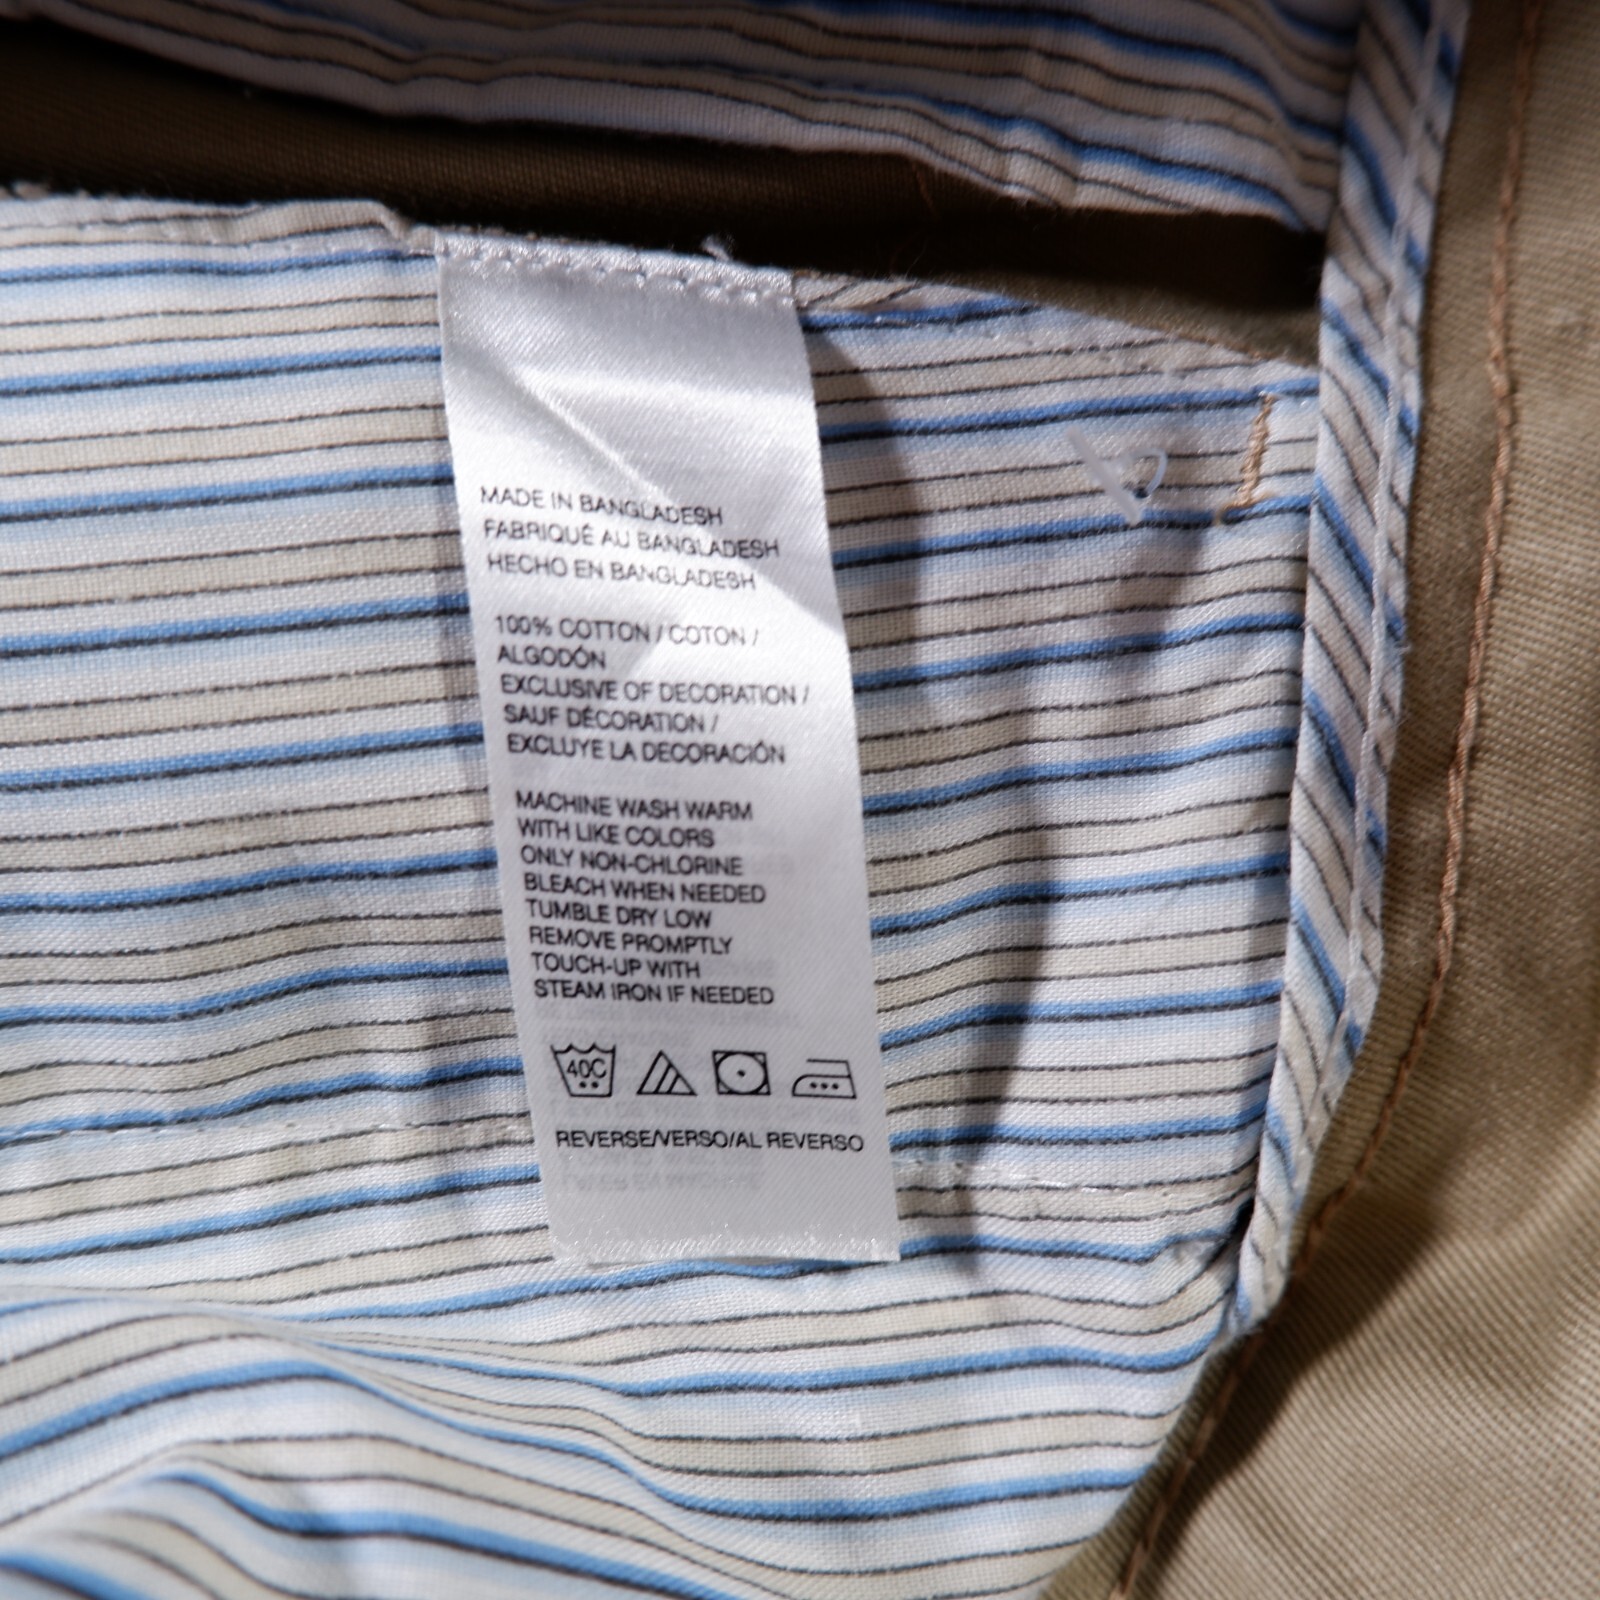 MADE IN BANGLADESH
FABRIQUÉ AU BANGLADESH
HECHO EN BANGLADESH
100% COTTON / COTON /
ALGODÓN
EXCLUSIVE OF DECORATION /
SAUF DÉCORATION /
EXCLUYE LA DECORACIÓN
MACHINE WASH WARM
WITH LIKE COLORS
ONLY NON-CHLORINE
BLEACH WHEN NEEDED
TUMBLE DRY LOW
REMOVE PROMPTLY
TOUCH-UP WITH
STEAM IRON IF NEEDED
40C
REVERSE/VERSO/AL REVERSO